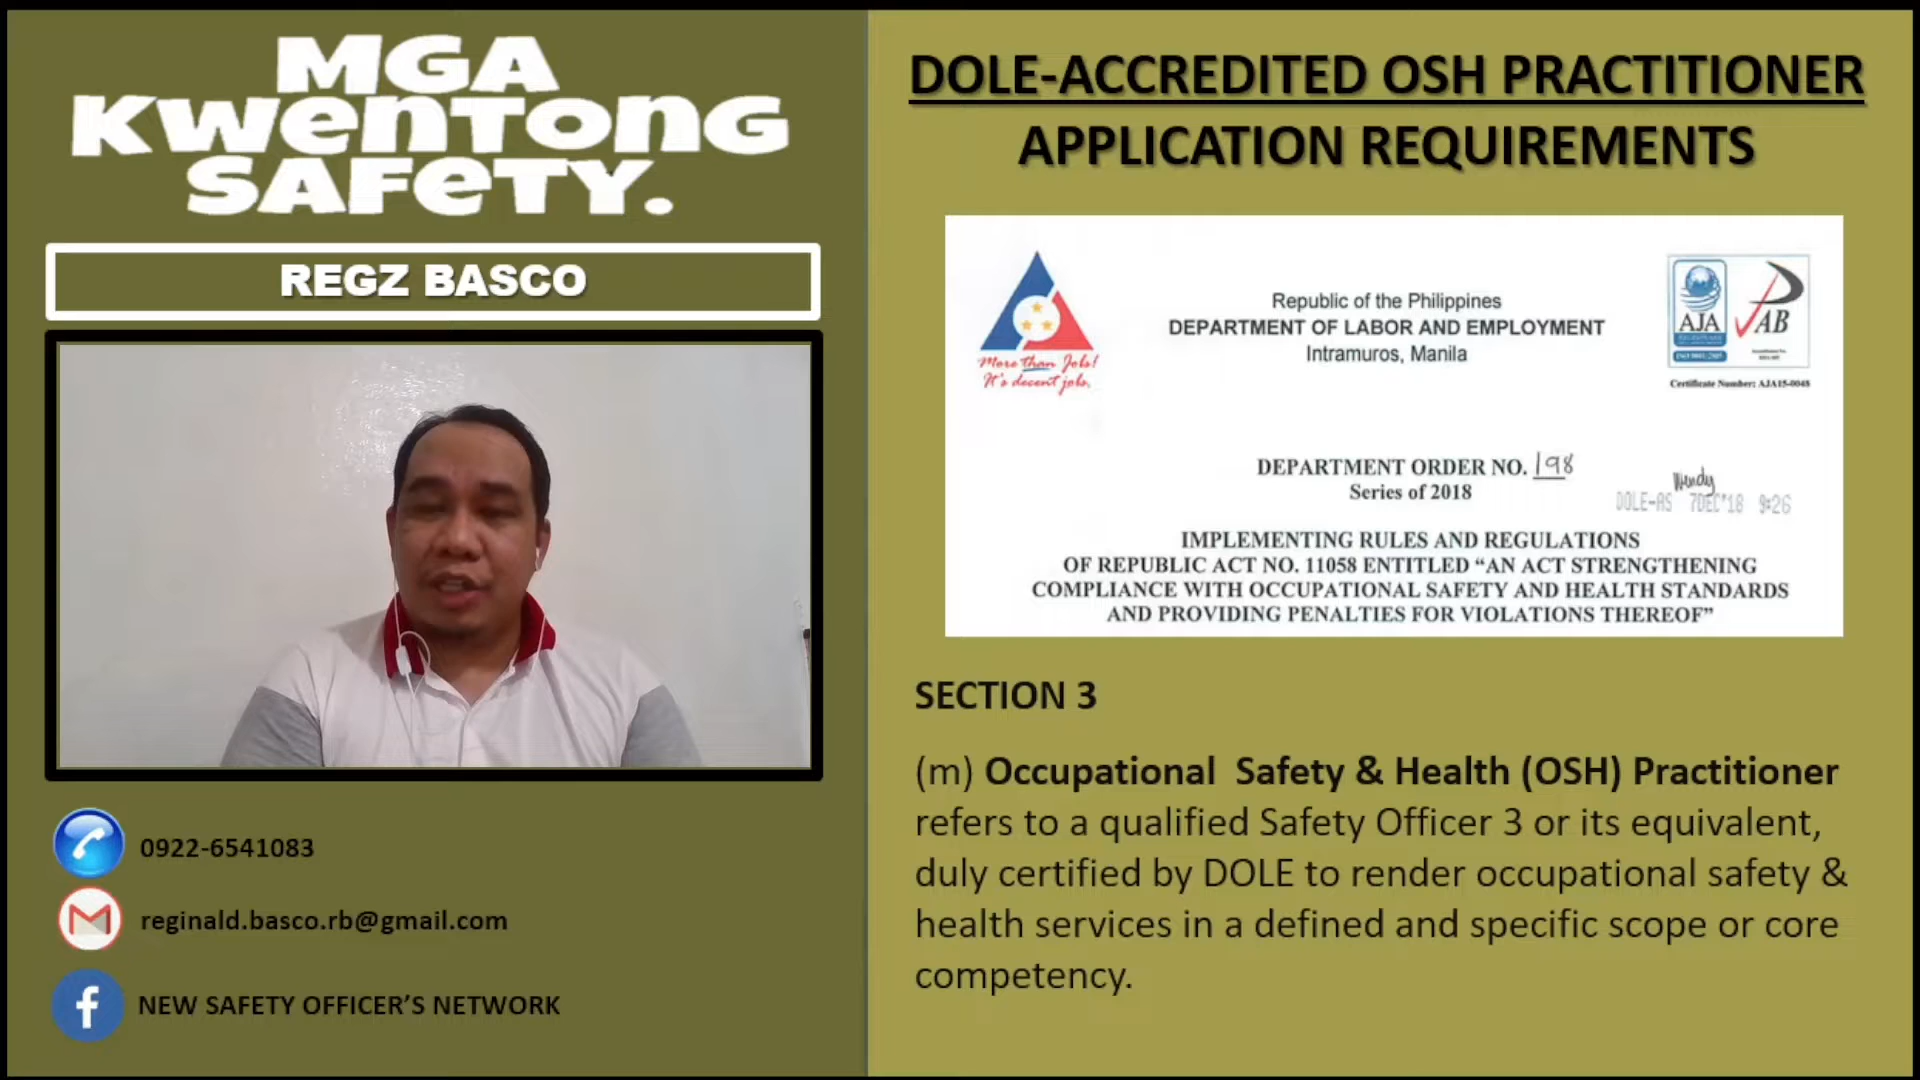 MGA
KWENTONG
SAFETY.
REGZ BASCO
0922-6541083
reginald.basco.rb@gmail.com
NEW SAFETY OFFICER'S NETWORK
DOLE-ACCREDITED OSH PRACTITIONER
APPLICATION REQUIREMENTS
More than Jobs!
It's decent jobs.
Republic of the Philippines
DEPARTMENT OF LABOR AND EMPLOYMENT
Intramuros, Manila
AJA
PAB
Certificate Number: AJA15-0048
DEPARTMENT ORDER NO. 198
Series of 2018
Wendy
DOLE-AS 7DEC'18 9:26
IMPLEMENTING RULES AND REGULATIONS
OF REPUBLIC ACT NO. 11058 ENTITLED “AN ACT STRENGTHENING
COMPLIANCE WITH OCCUPATIONAL SAFETY AND HEALTH STANDARDS
AND PROVIDING PENALTIES FOR VIOLATIONS THEREOF”
SECTION 3
(m) Occupational Safety & Health (OSH) Practitioner
refers to a qualified Safety Officer 3 or its equivalent,
duly certified by DOLE to render occupational safety &
health services in a defined and specific scope or core
competency.